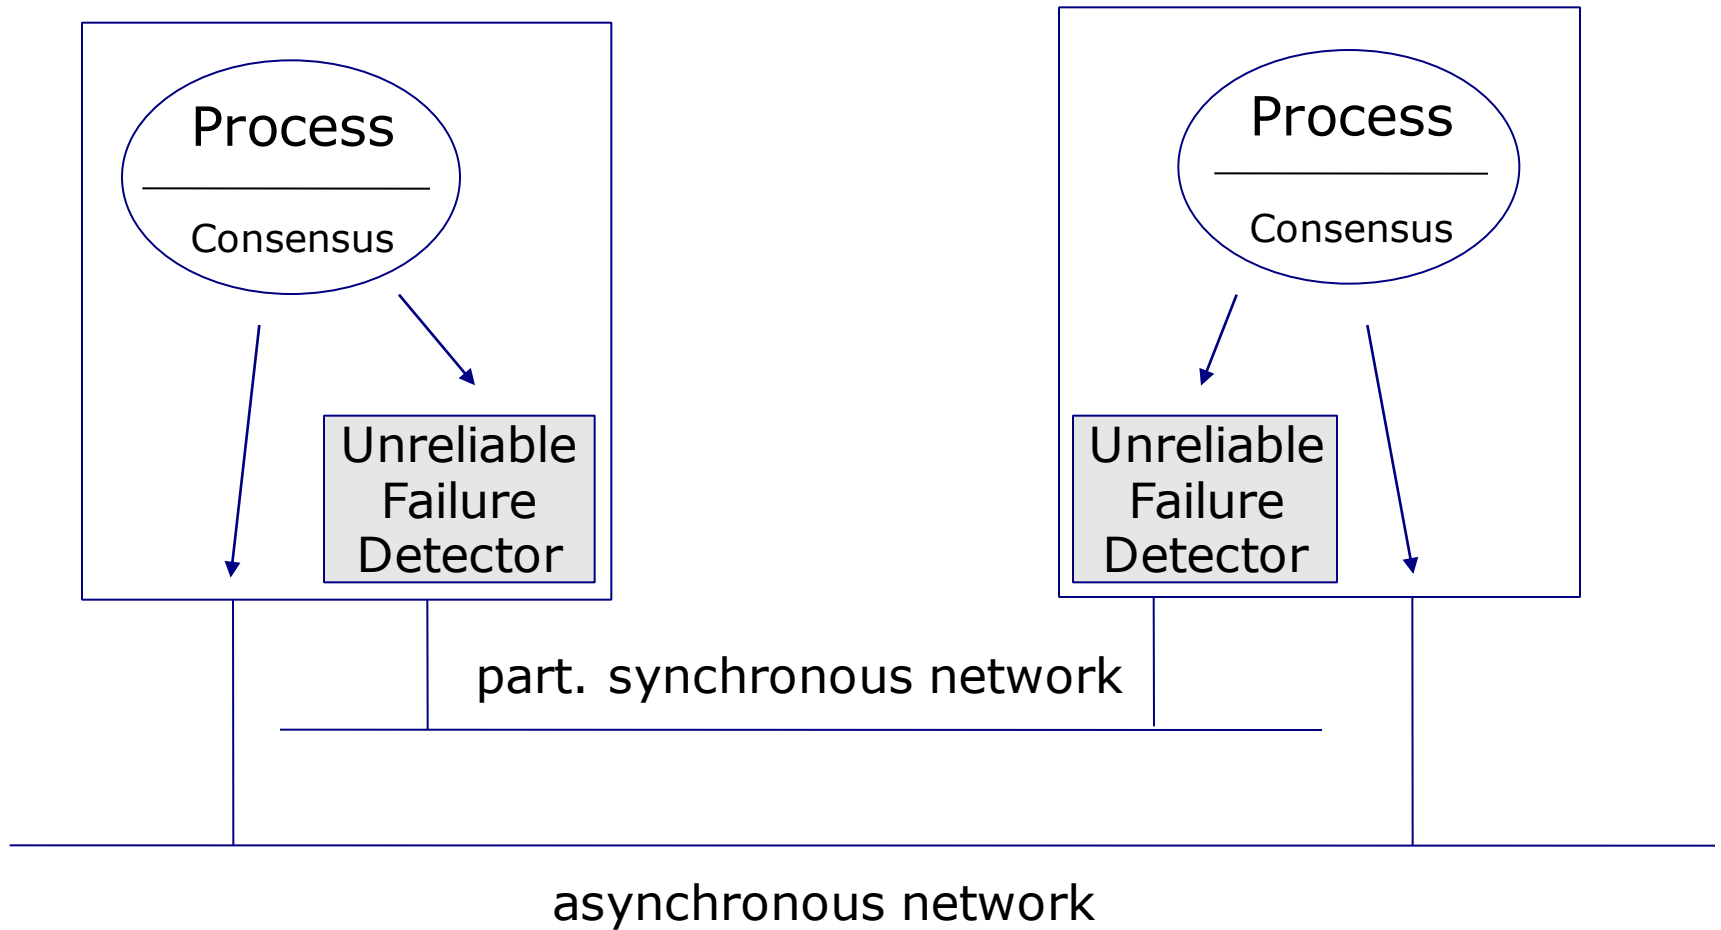 Process
Consensus
Unreliable
Failure
Detector
Process
Consensus
Unreliable
Failure
Detector
part. synchronous network
asynchronous network